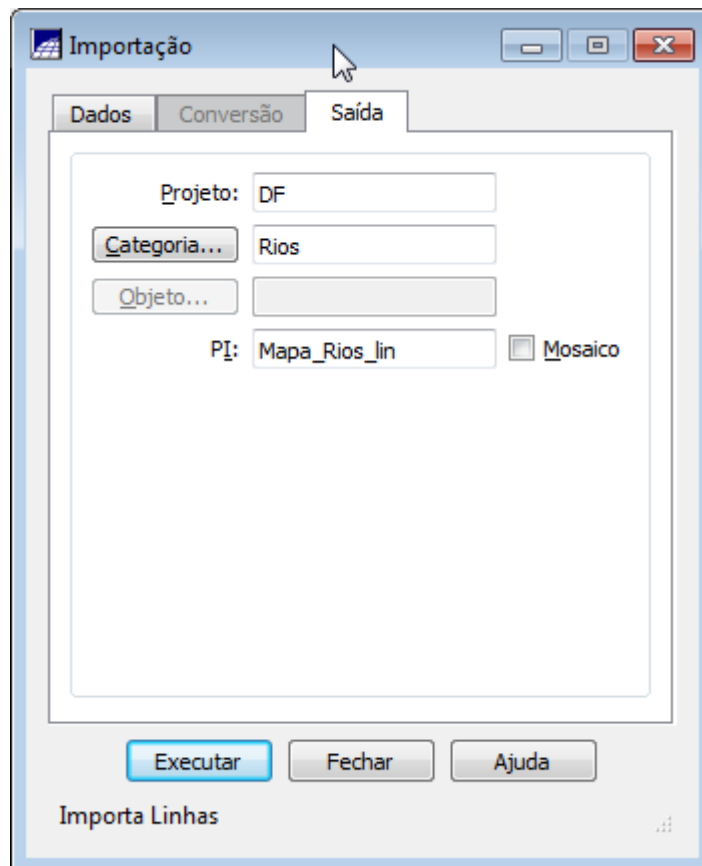 Importação
Dados Conversão Saída
Projeto: DF
Categoria... Rios
Objeto...
PI: Mapa_Rios_lin Mosaico
Executar Fechar Ajuda
Importa Linhas